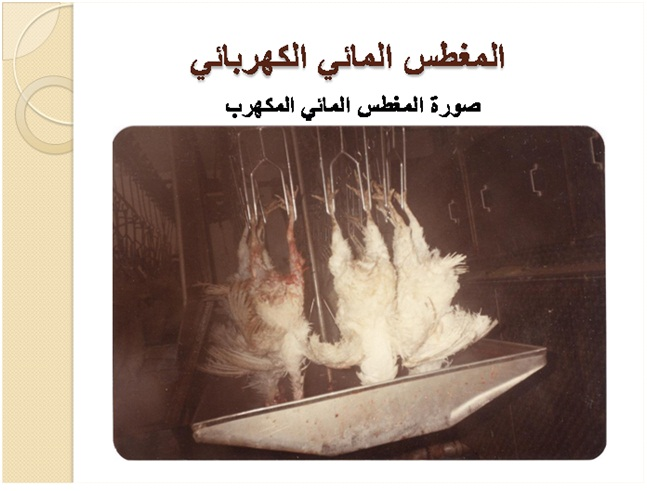 المغطس المائي الكهربائي
صورة المغطس المائي المكهرب